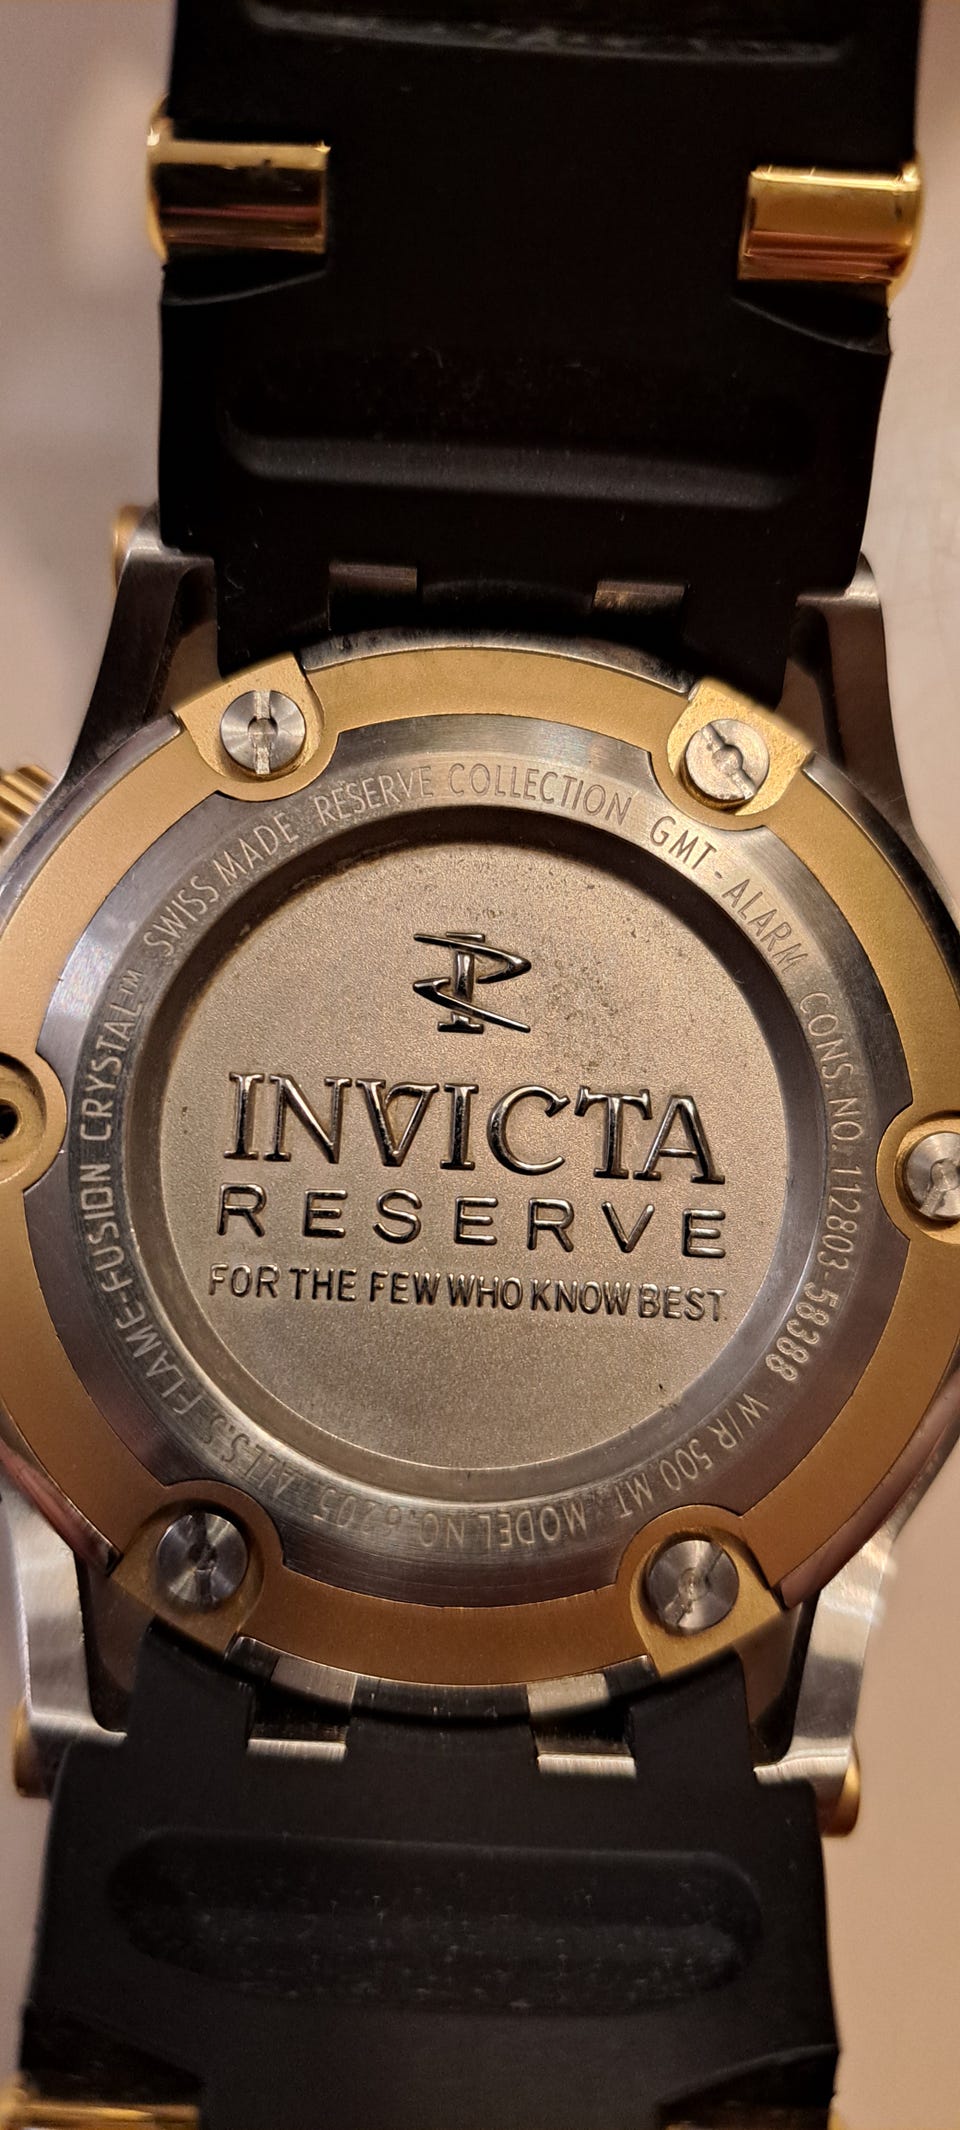 INVICTA
RESERVE
FOR THE FEW WHO KNOW BEST
SWISS MADE RESERVE COLLECTION GMT - ALARM CONS. NO. 112803-58388 W/R 500 MT. MODEL NO. 6205 ALL S.S FLAME-FUSION CRYSTAL™